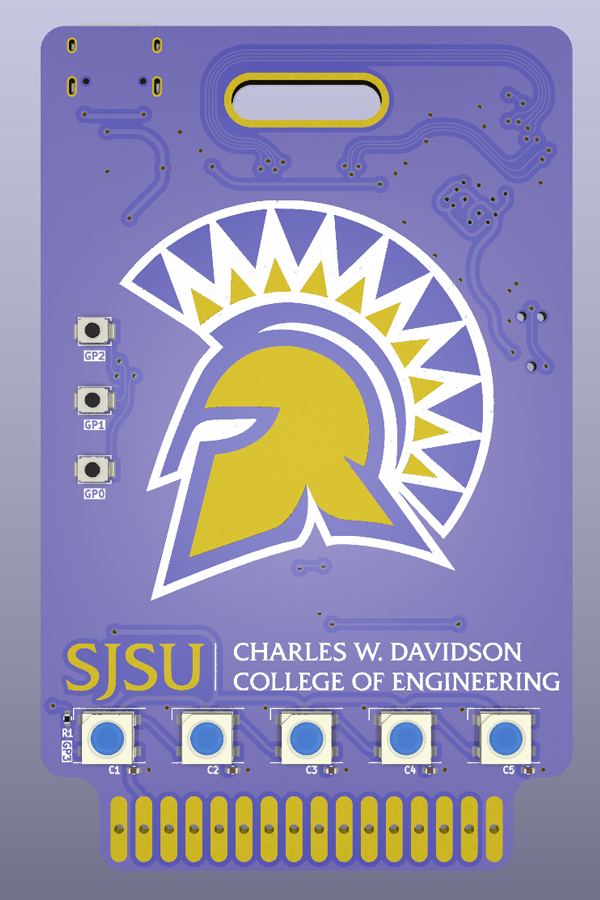 GP2
GP1
GP0
SJSU
CHARLES W. DAVIDSON
COLLEGE OF ENGINEERING
R1
GP3
C1 C2 C3 C4 C5